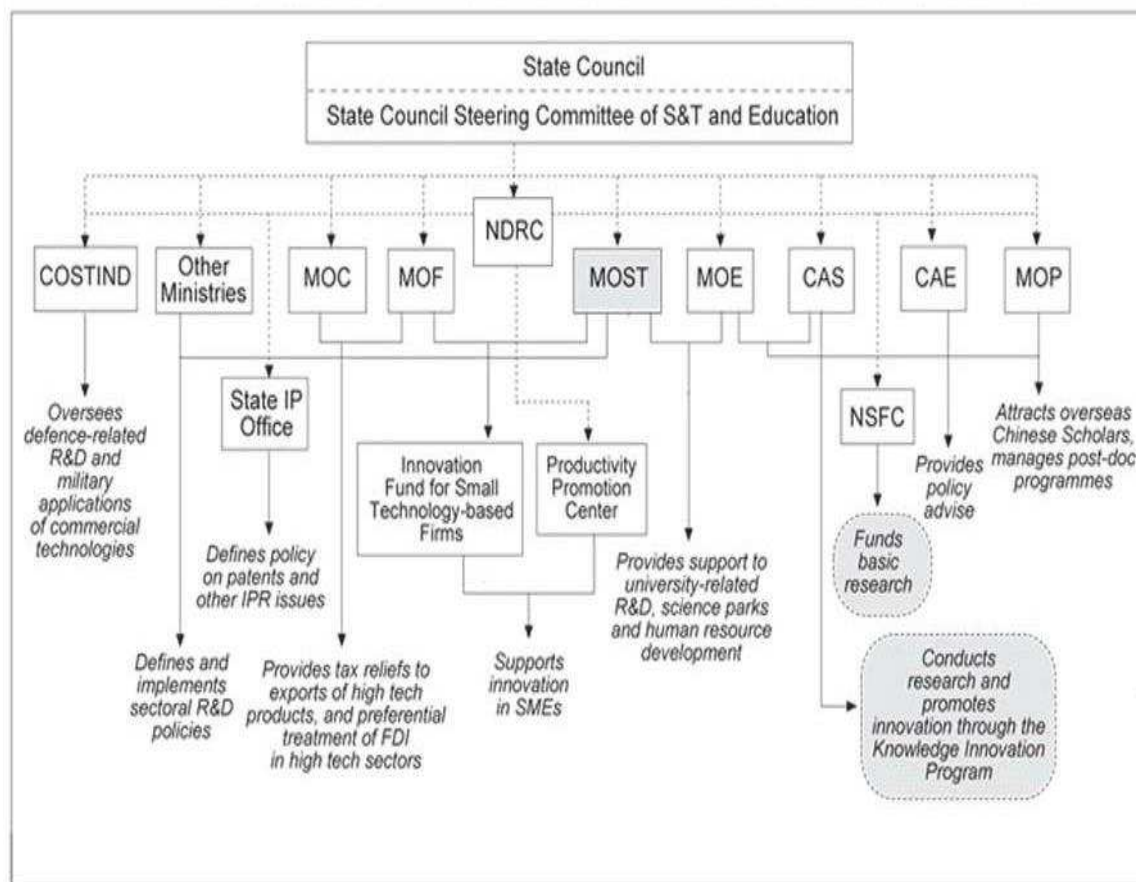 State Council
State Council Steering Committee of S&T and Education
NDRC
COSTIND
Other
Ministries
MOC
MOF
MOST
MOE
CAS
CAE
MOP
State IP
Office
NSFC
Innovation
Fund for Small
Technology-based
Firms
Productivity
Promotion
Center
Oversees
defence-related
R&D and
military
applications
of commercial
technologies
Defines policy
on patents and
other IPR issues
Attracts overseas
Chinese Scholars,
manages post-doc
programmes
Provides
policy
advise
Funds
basic
research
Provides support to
university-related
R&D, science parks
and human resource
development
Defines and
implements
sectoral R&D
policies
Provides tax reliefs to
exports of high tech
products, and preferential
treatment of FDI
in high tech sectors
Supports
innovation
in SMEs
Conducts
research and
promotes
innovation through the
Knowledge Innovation
Program